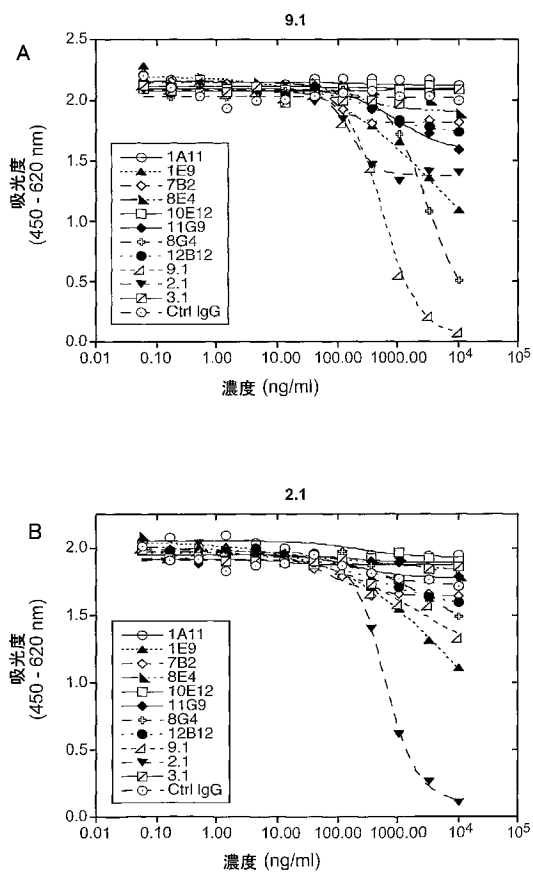 9.1
A
吸光度
(450 - 620 nm)
2.5
2.0
1.5
1.0
0.5
0.0
1A11
1E9
7B2
8E4
10E12
11G9
8G4
12B12
9.1
2.1
3.1
Ctrl IgG
0.01 0.10 1.00 10.00 100.00 1000.00 10⁴ 10⁵
濃度 (ng/ml)
2.1
B
吸光度
(450 - 620 nm)
2.0
1.5
1.0
0.5
0.0
1A11
1E9
7B2
8E4
10E12
11G9
8G4
12B12
9.1
2.1
3.1
Ctrl IgG
0.01 0.10 1.00 10.00 100.00 1000.00 10⁴ 10⁵
濃度 (ng/ml)